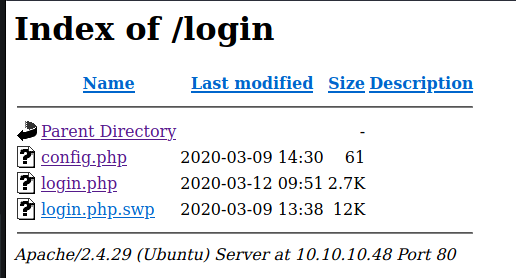 Index of /login
Name Last modified Size Description
Parent Directory -
config.php 2020-03-09 14:30 61
login.php 2020-03-12 09:51 2.7K
login.php.swp 2020-03-09 13:38 12K
Apache/2.4.29 (Ubuntu) Server at 10.10.10.48 Port 80